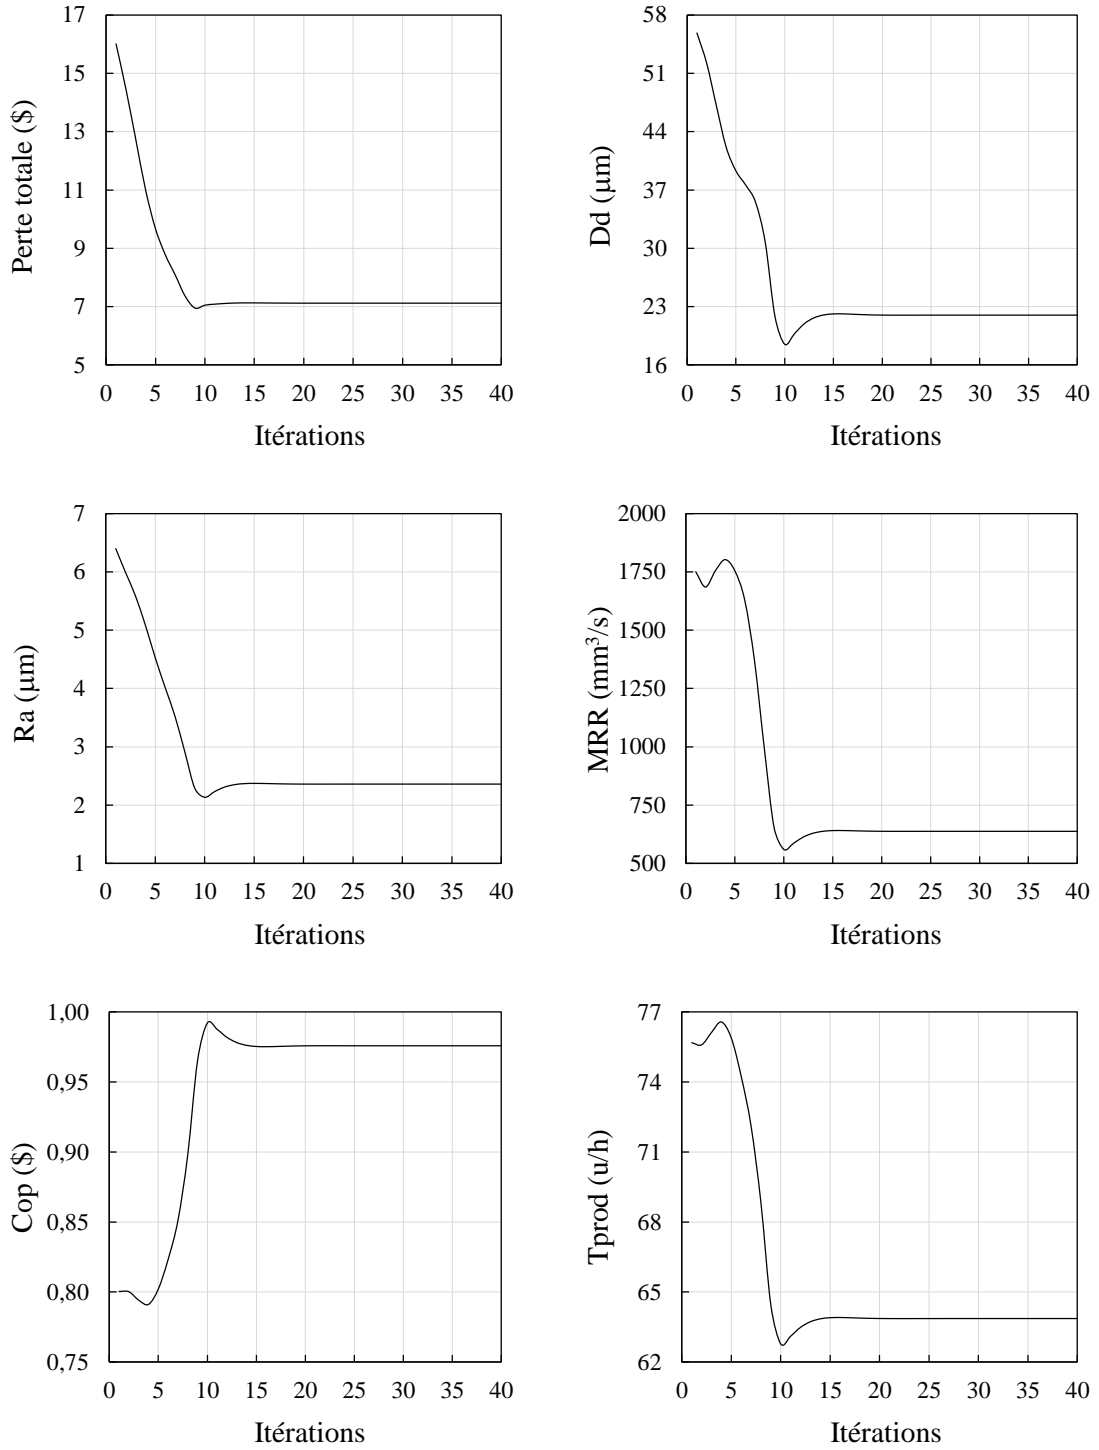 Perte totale ($)
17
15
13
11
9
7
5
0 5 10 15 20 25 30 35 40
Itérations
Dd (µm)
58
51
44
37
30
23
16
0 5 10 15 20 25 30 35 40
Itérations
Ra (µm)
7
6
5
4
3
2
1
0 5 10 15 20 25 30 35 40
Itérations
MRR (mm³/s)
2000
1750
1500
1250
1000
750
500
0 5 10 15 20 25 30 35 40
Itérations
Cop ($)
1,00
0,95
0,90
0,85
0,80
0,75
0 5 10 15 20 25 30 35 40
Itérations
Tprod (u/h)
77
74
71
68
65
62
0 5 10 15 20 25 30 35 40
Itérations